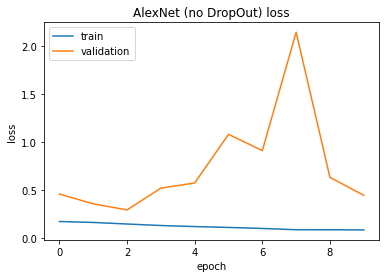 AlexNet (no DropOut) loss
train
validation
2.0
1.5
1.0
0.5
0.0
loss
0 2 4 6 8
epoch